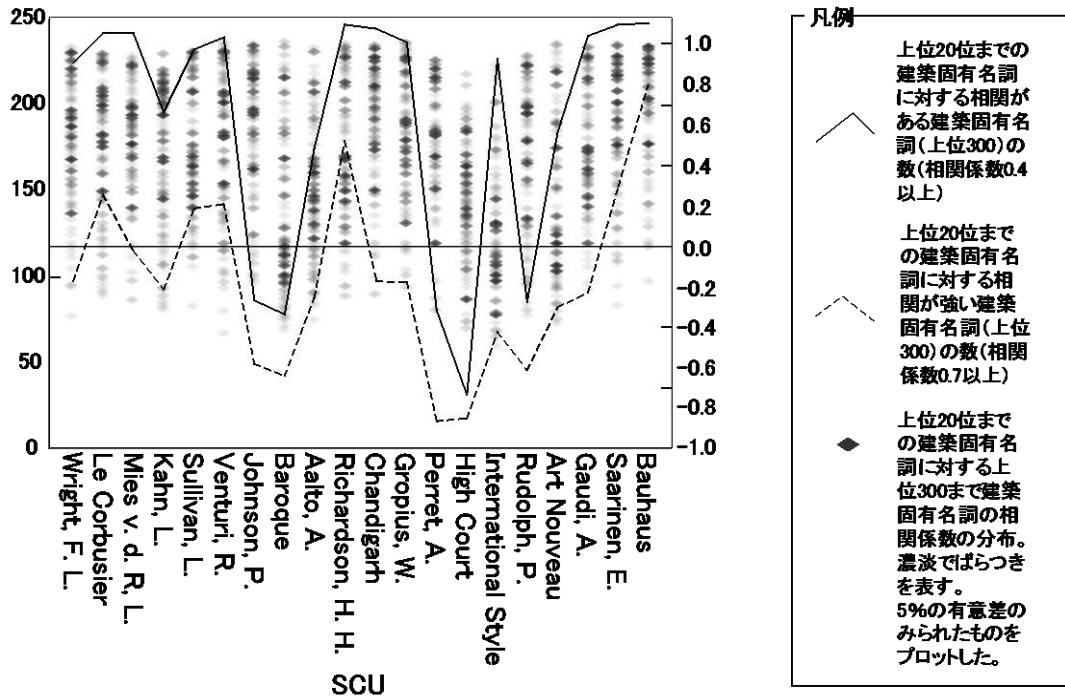 250
200
150
100
50
0
1.0
0.8
0.6
0.4
0.2
0.0
−0.2
−0.4
−0.6
−0.8
−1.0
Wright, F. L.
Le Corbusier
Mies v. d. R, L.
Kahn, L.
Sullivan, L.
Venturi, R.
Johnson, P.
Baroque
Aalto, A.
Richardson, H. H.
Chandigarh
Gropius, W.
Perret, A.
High Court
International Style
Rudolph, P.
Art Nouveau
Gaudi, A.
Saarinen, E.
Bauhaus
SCU
凡例
上位20位までの
建築固有名詞
に対する相関が
ある建築固有名
詞(上位300)の
数(相関係数0.4
以上)
上位20位まで
の建築固有名
詞に対する相
関が強い建築
固有名詞(上位
300)の数(相関
係数0.7以上)
上位20位まで
の建築固有名
詞に対する上
位300まで建築
固有名詞の相
関係数の分布。
濃淡でばらつき
を表す。
5%の有意差の
みられたものを
プロットした。